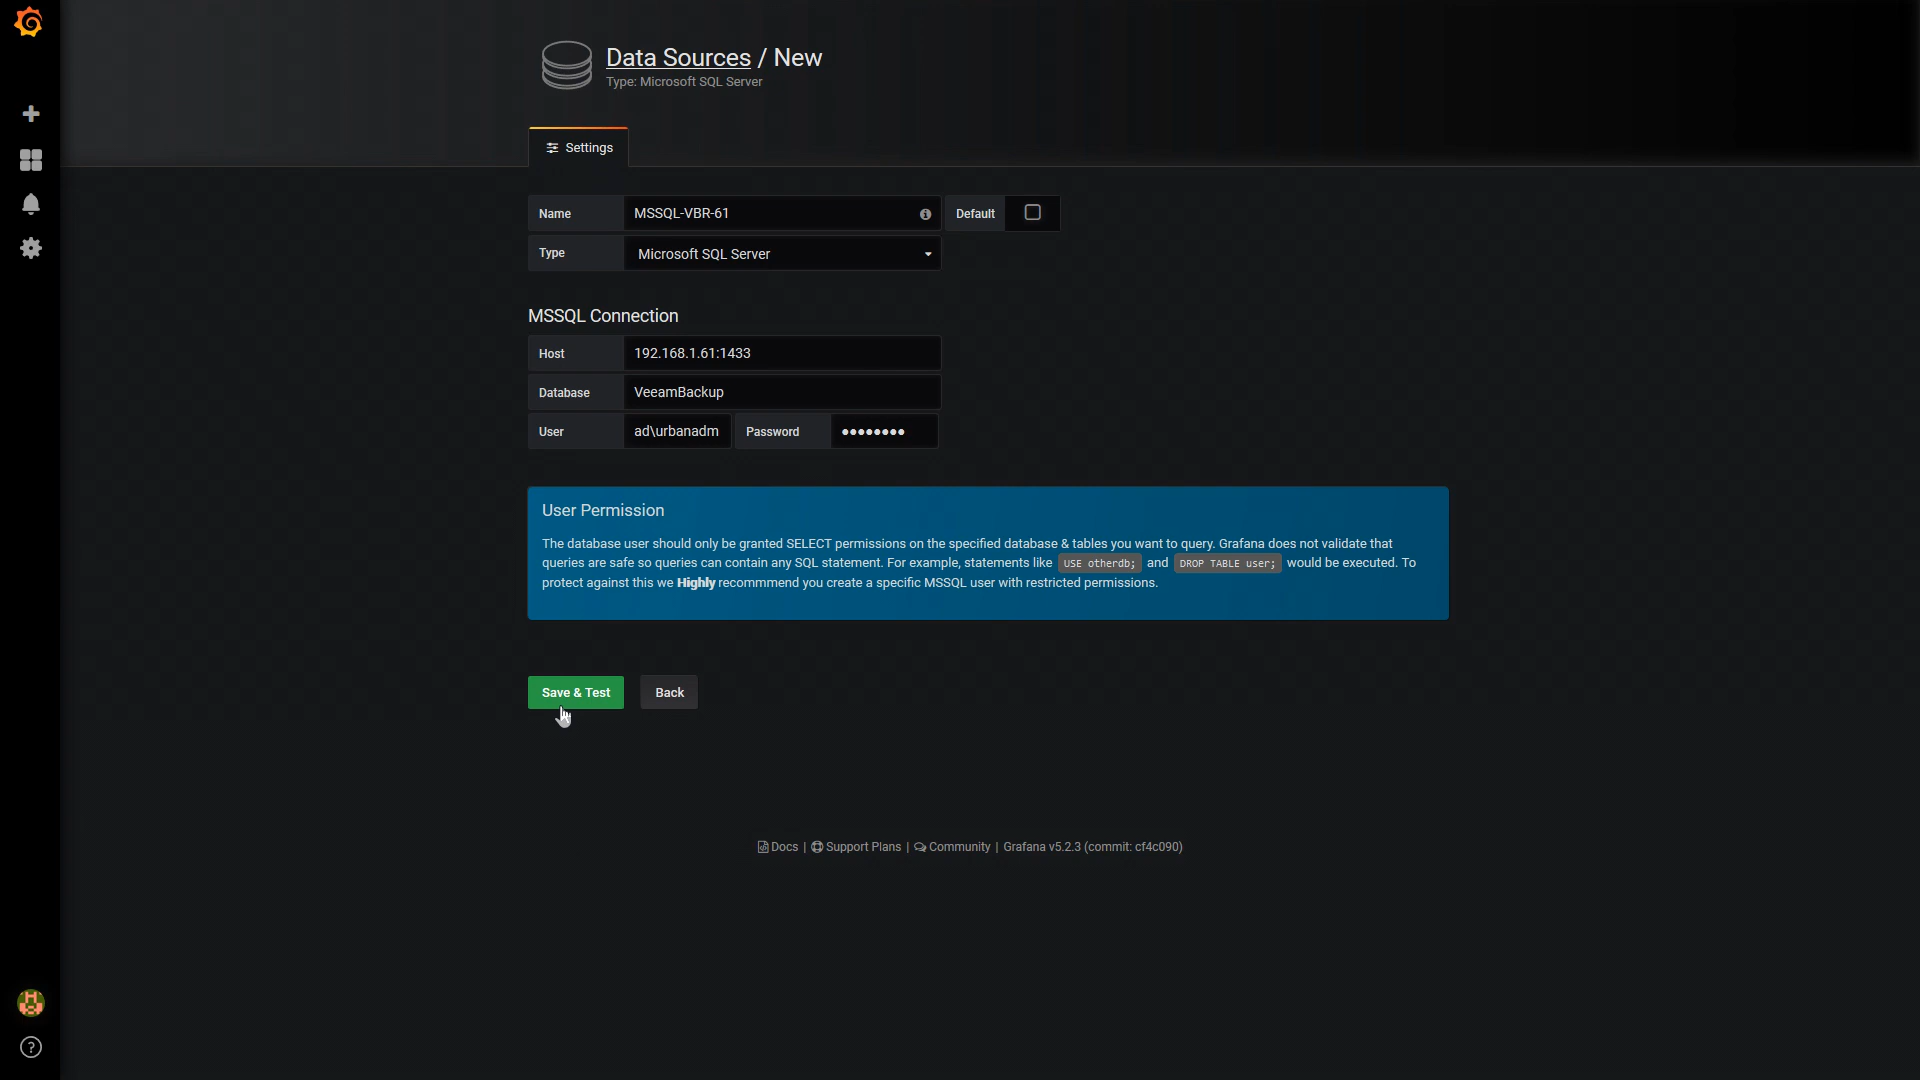 Data Sources / New
Type: Microsoft SQL Server
Settings
Name MSSQL-VBR-61 Default
Type Microsoft SQL Server
MSSQL Connection
Host 192.168.1.61:1433
Database VeeamBackup
User ad\urbanadm Password ••••••••
User Permission
The database user should only be granted SELECT permissions on the specified database & tables you want to query. Grafana does not validate that
queries are safe so queries can contain any SQL statement. For example, statements like USE otherdb; and DROP TABLE user; would be executed. To
protect against this we Highly recommmend you create a specific MSSQL user with restricted permissions.
Save & Test Back
Docs | Support Plans | Community | Grafana v5.2.3 (commit: cf4c090)